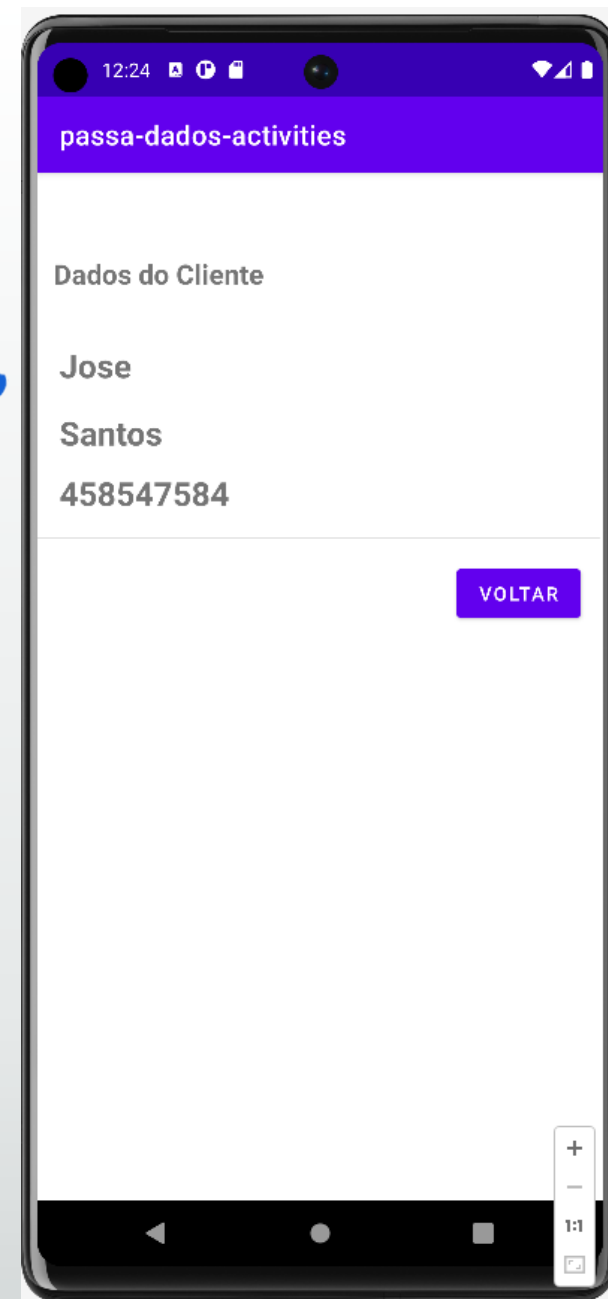 12:24
passa-dados-activities
Dados do Cliente
Jose
Santos
458547584
VOLTAR
1:1